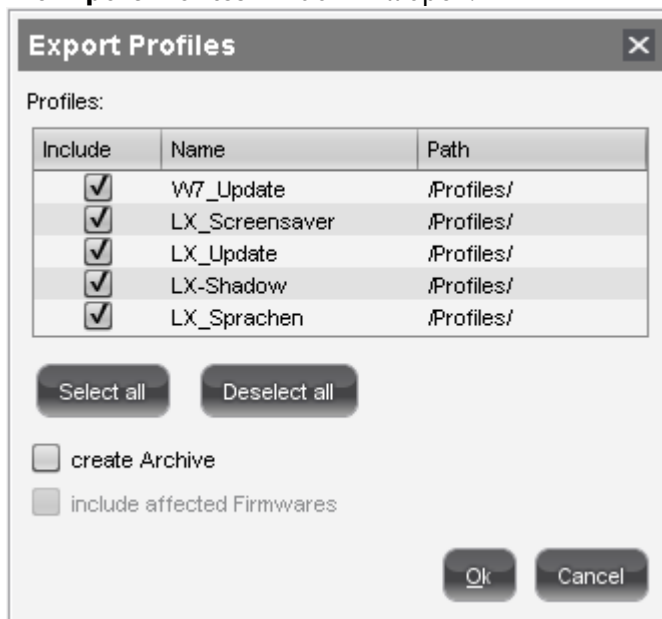 Export Profiles
Profiles:
Include Name Path
W7_Update /Profiles/
LX_Screensaver /Profiles/
LX_Update /Profiles/
LX-Shadow /Profiles/
LX_Sprachen /Profiles/
Select all Deselect all
create Archive
include affected Firmwares
Ok Cancel